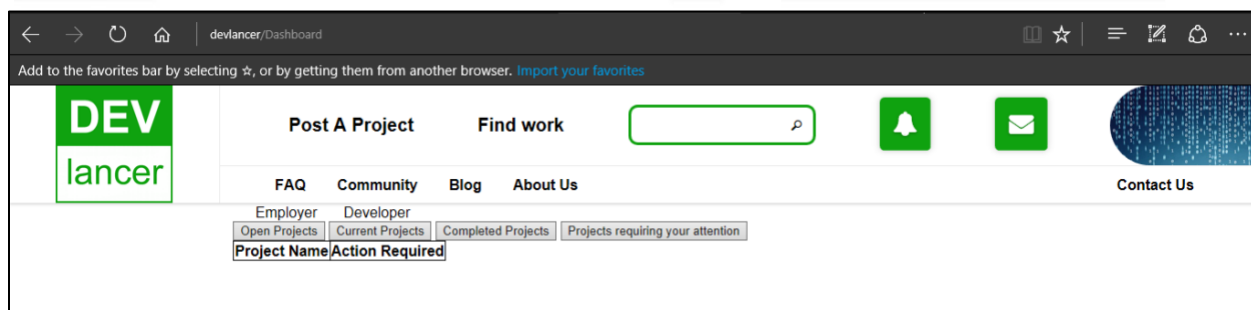 devlancer/Dashboard
Add to the favorites bar by selecting ☆, or by getting them from another browser. Import your favorites
DEV
lancer
Post A Project Find work
FAQ Community Blog About Us Contact Us
Employer Developer
Open Projects Current Projects Completed Projects Projects requiring your attention
Project Name Action Required